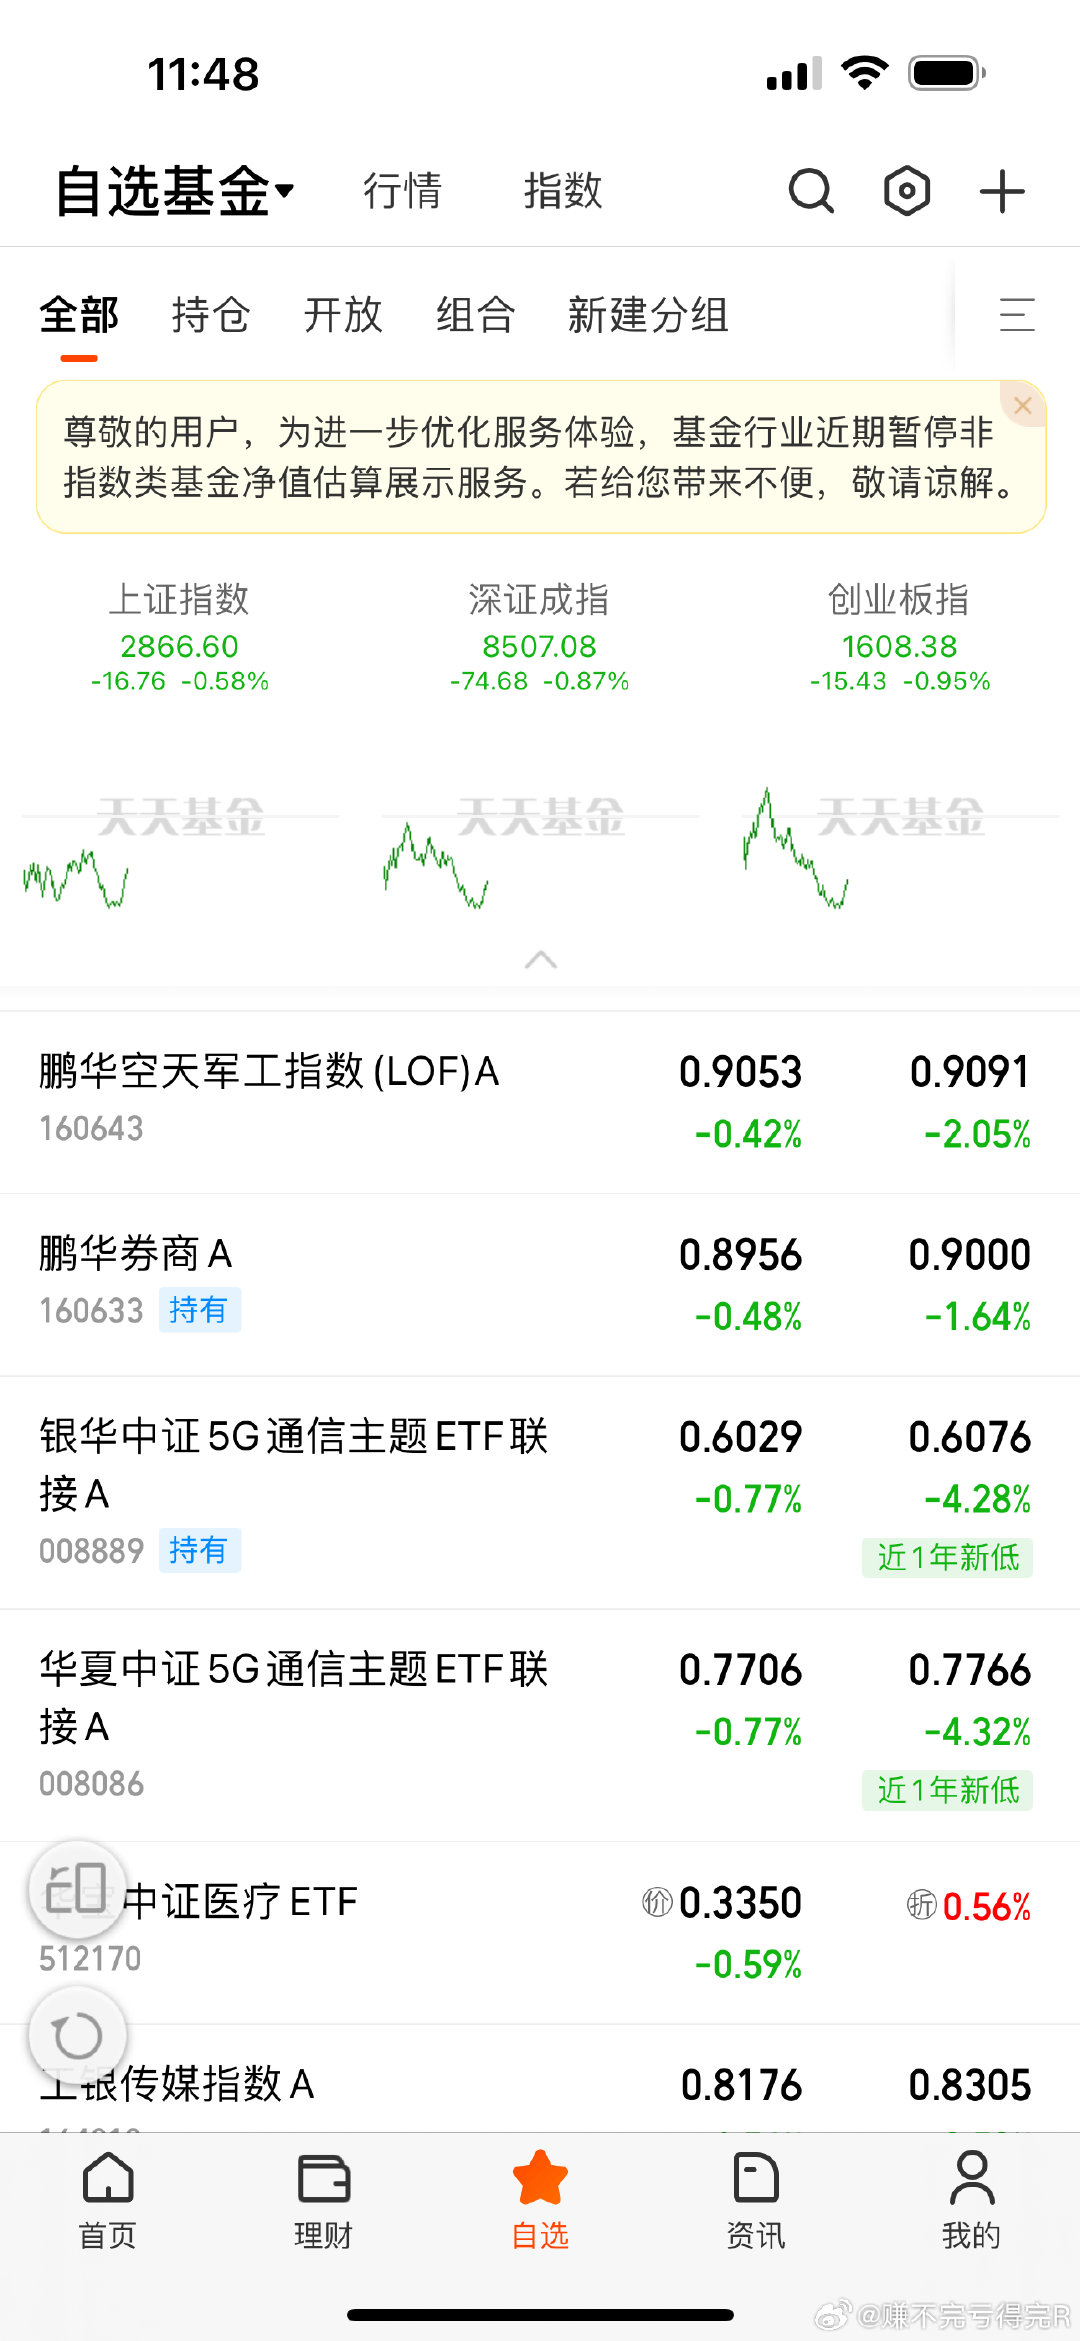 11:48
自选基金 行情 指数
全部 持仓 开放 组合 新建分组
尊敬的用户，为进一步优化服务体验，基金行业近期暂停非
指数类基金净值估算展示服务。若给您带来不便，敬请谅解。
上证指数 深证成指 创业板指
2866.60 8507.08 1608.38
-16.76 -0.58% -74.68 -0.87% -15.43 -0.95%
天天基金 天天基金 天天基金
鹏华空天军工指数(LOF)A 0.9053 0.9091
160643 -0.42% -2.05%
鹏华券商A 0.8956 0.9000
160633 持有 -0.48% -1.64%
银华中证5G通信主题ETF联 0.6029 0.6076
接A -0.77% -4.28%
008889 持有 近1年新低
华夏中证5G通信主题ETF联 0.7706 0.7766
接A -0.77% -4.32%
008086 近1年新低
华宝中证医疗ETF 价 0.3350 折 0.56%
512170 -0.59%
工银传媒指数A 0.8176 0.8305
首页 理财 自选 资讯 我的
@赚不完亏得完R